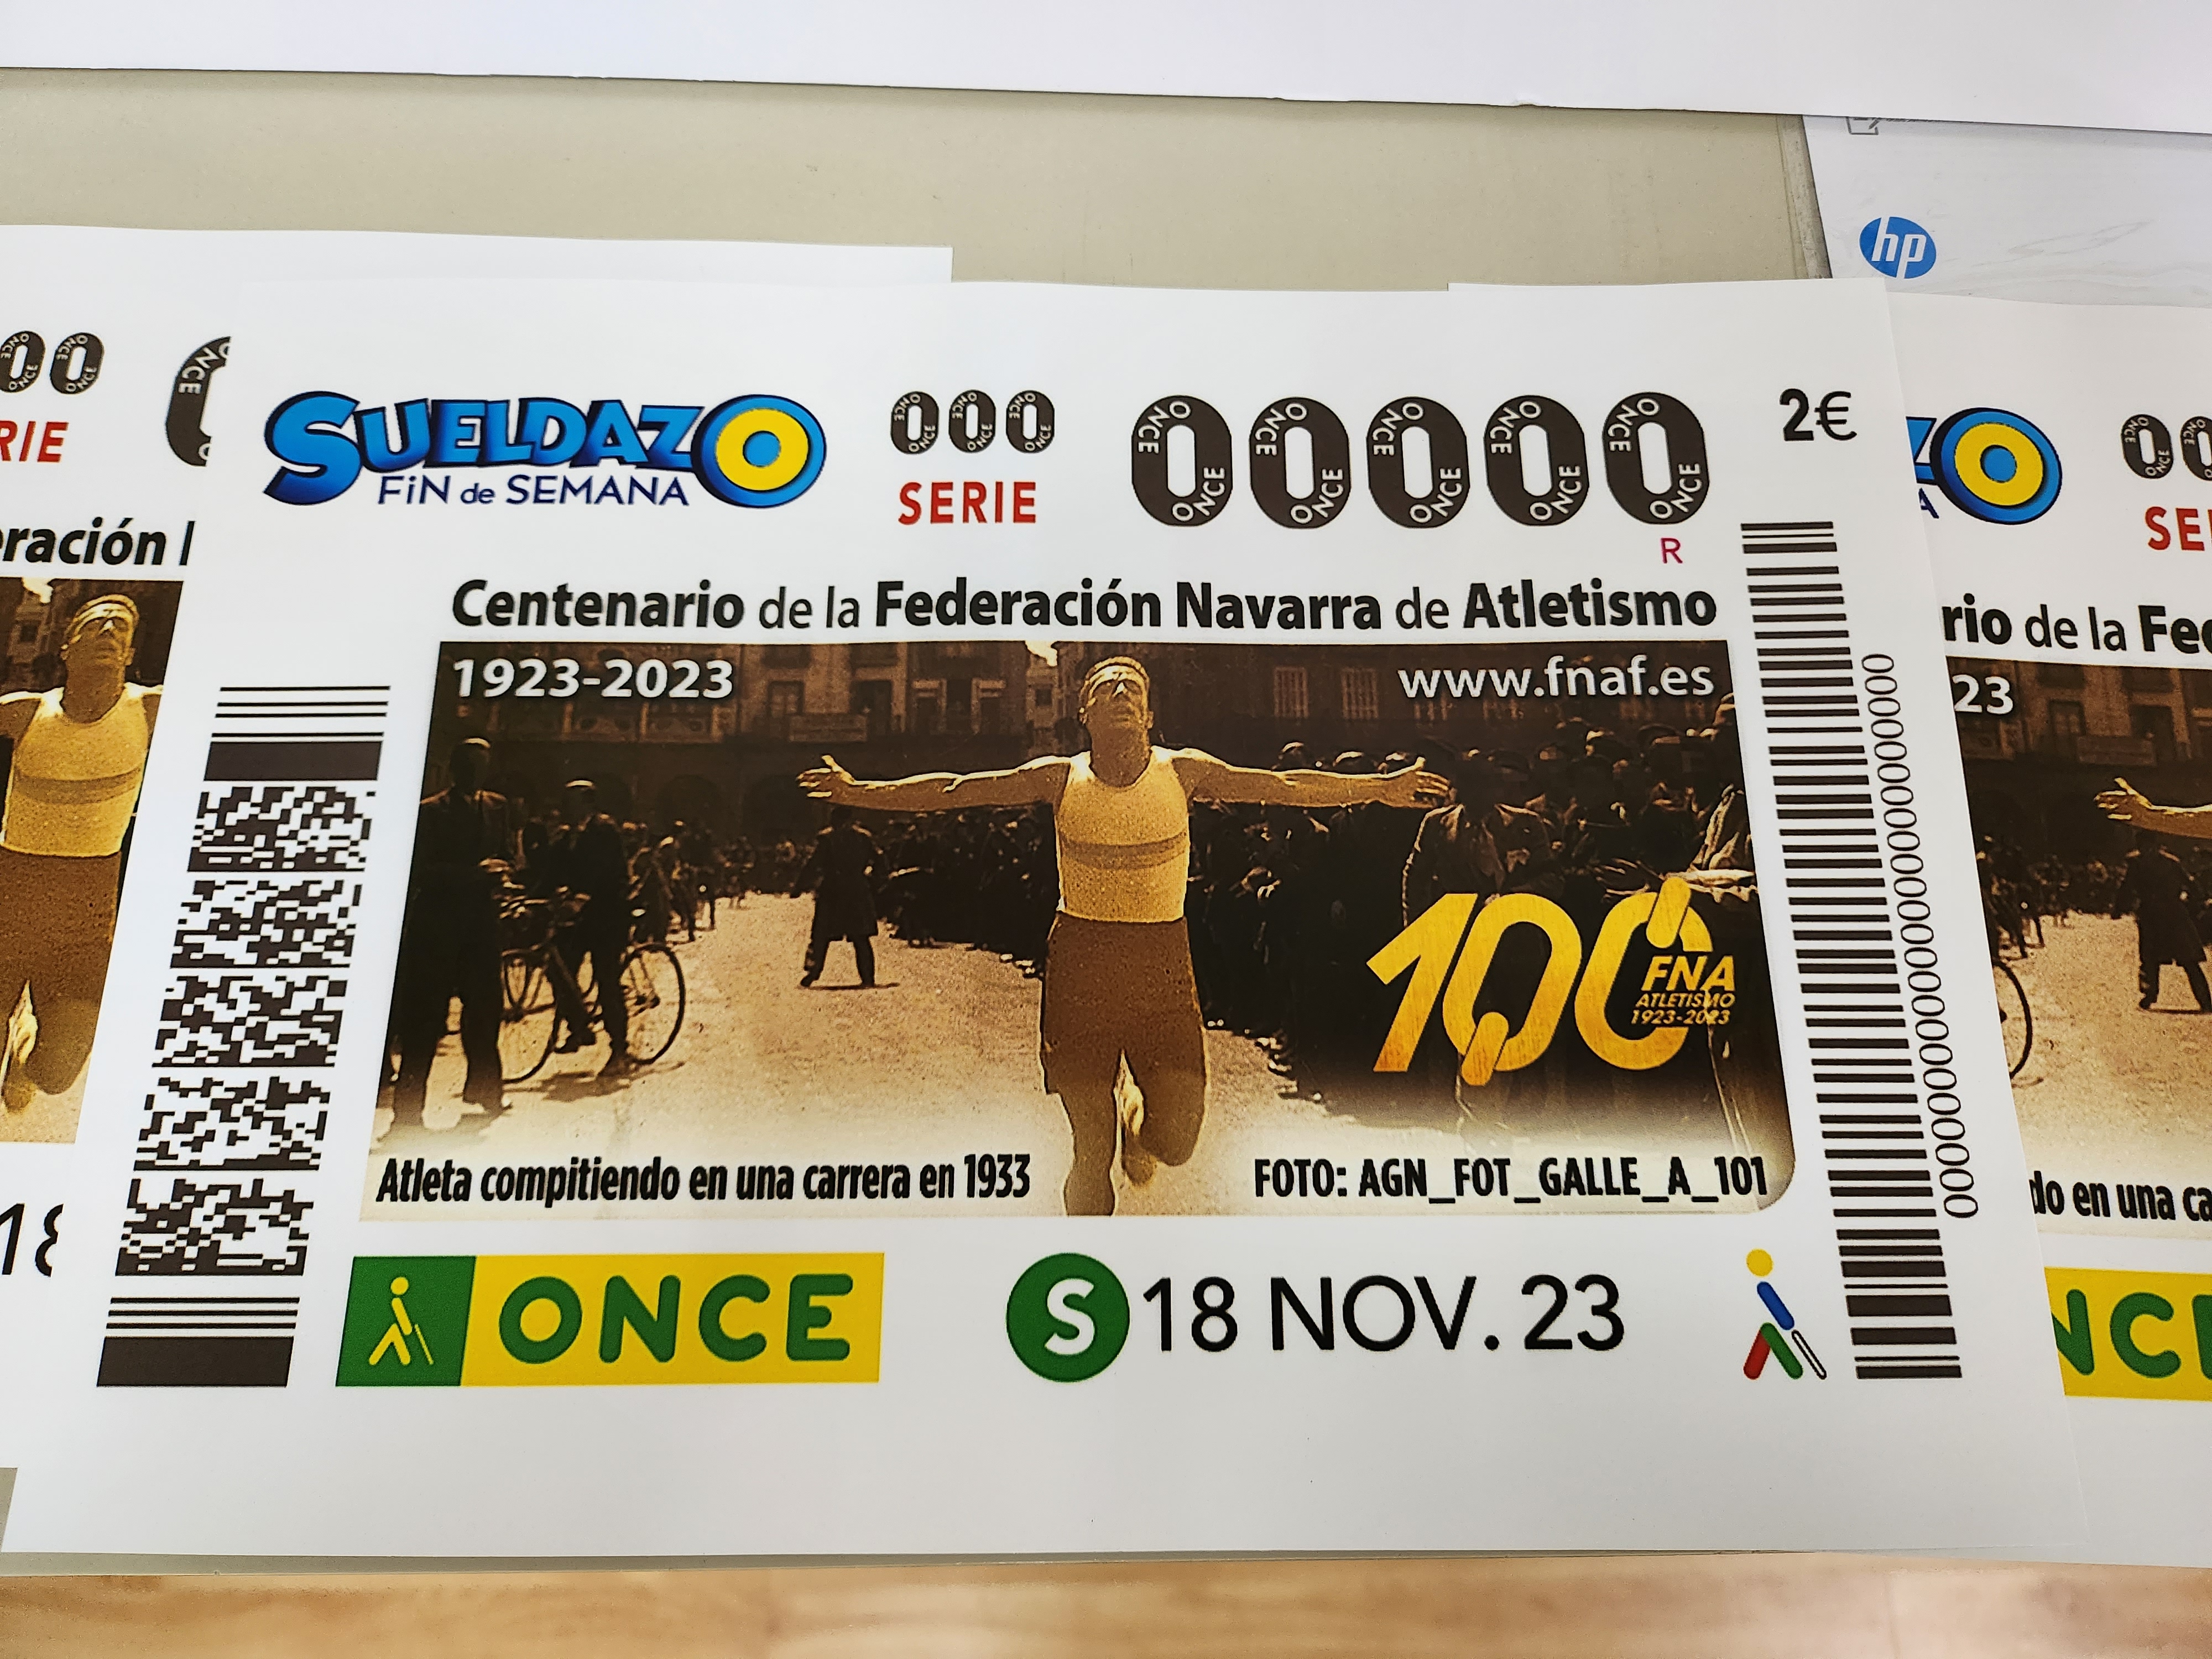 hp
SUELDAZO
FiN de SEMANA
000
SERIE
00000
2€
R
Centenario de la Federación Navarra de Atletismo
1923-2023
www.fnaf.es
100
FNA
ATLETISMO
1923-2023
Atleta compitiendo en una carrera en 1933
FOTO: AGN_FOT_GALLE_A_101
ONCE
S 18 NOV. 23